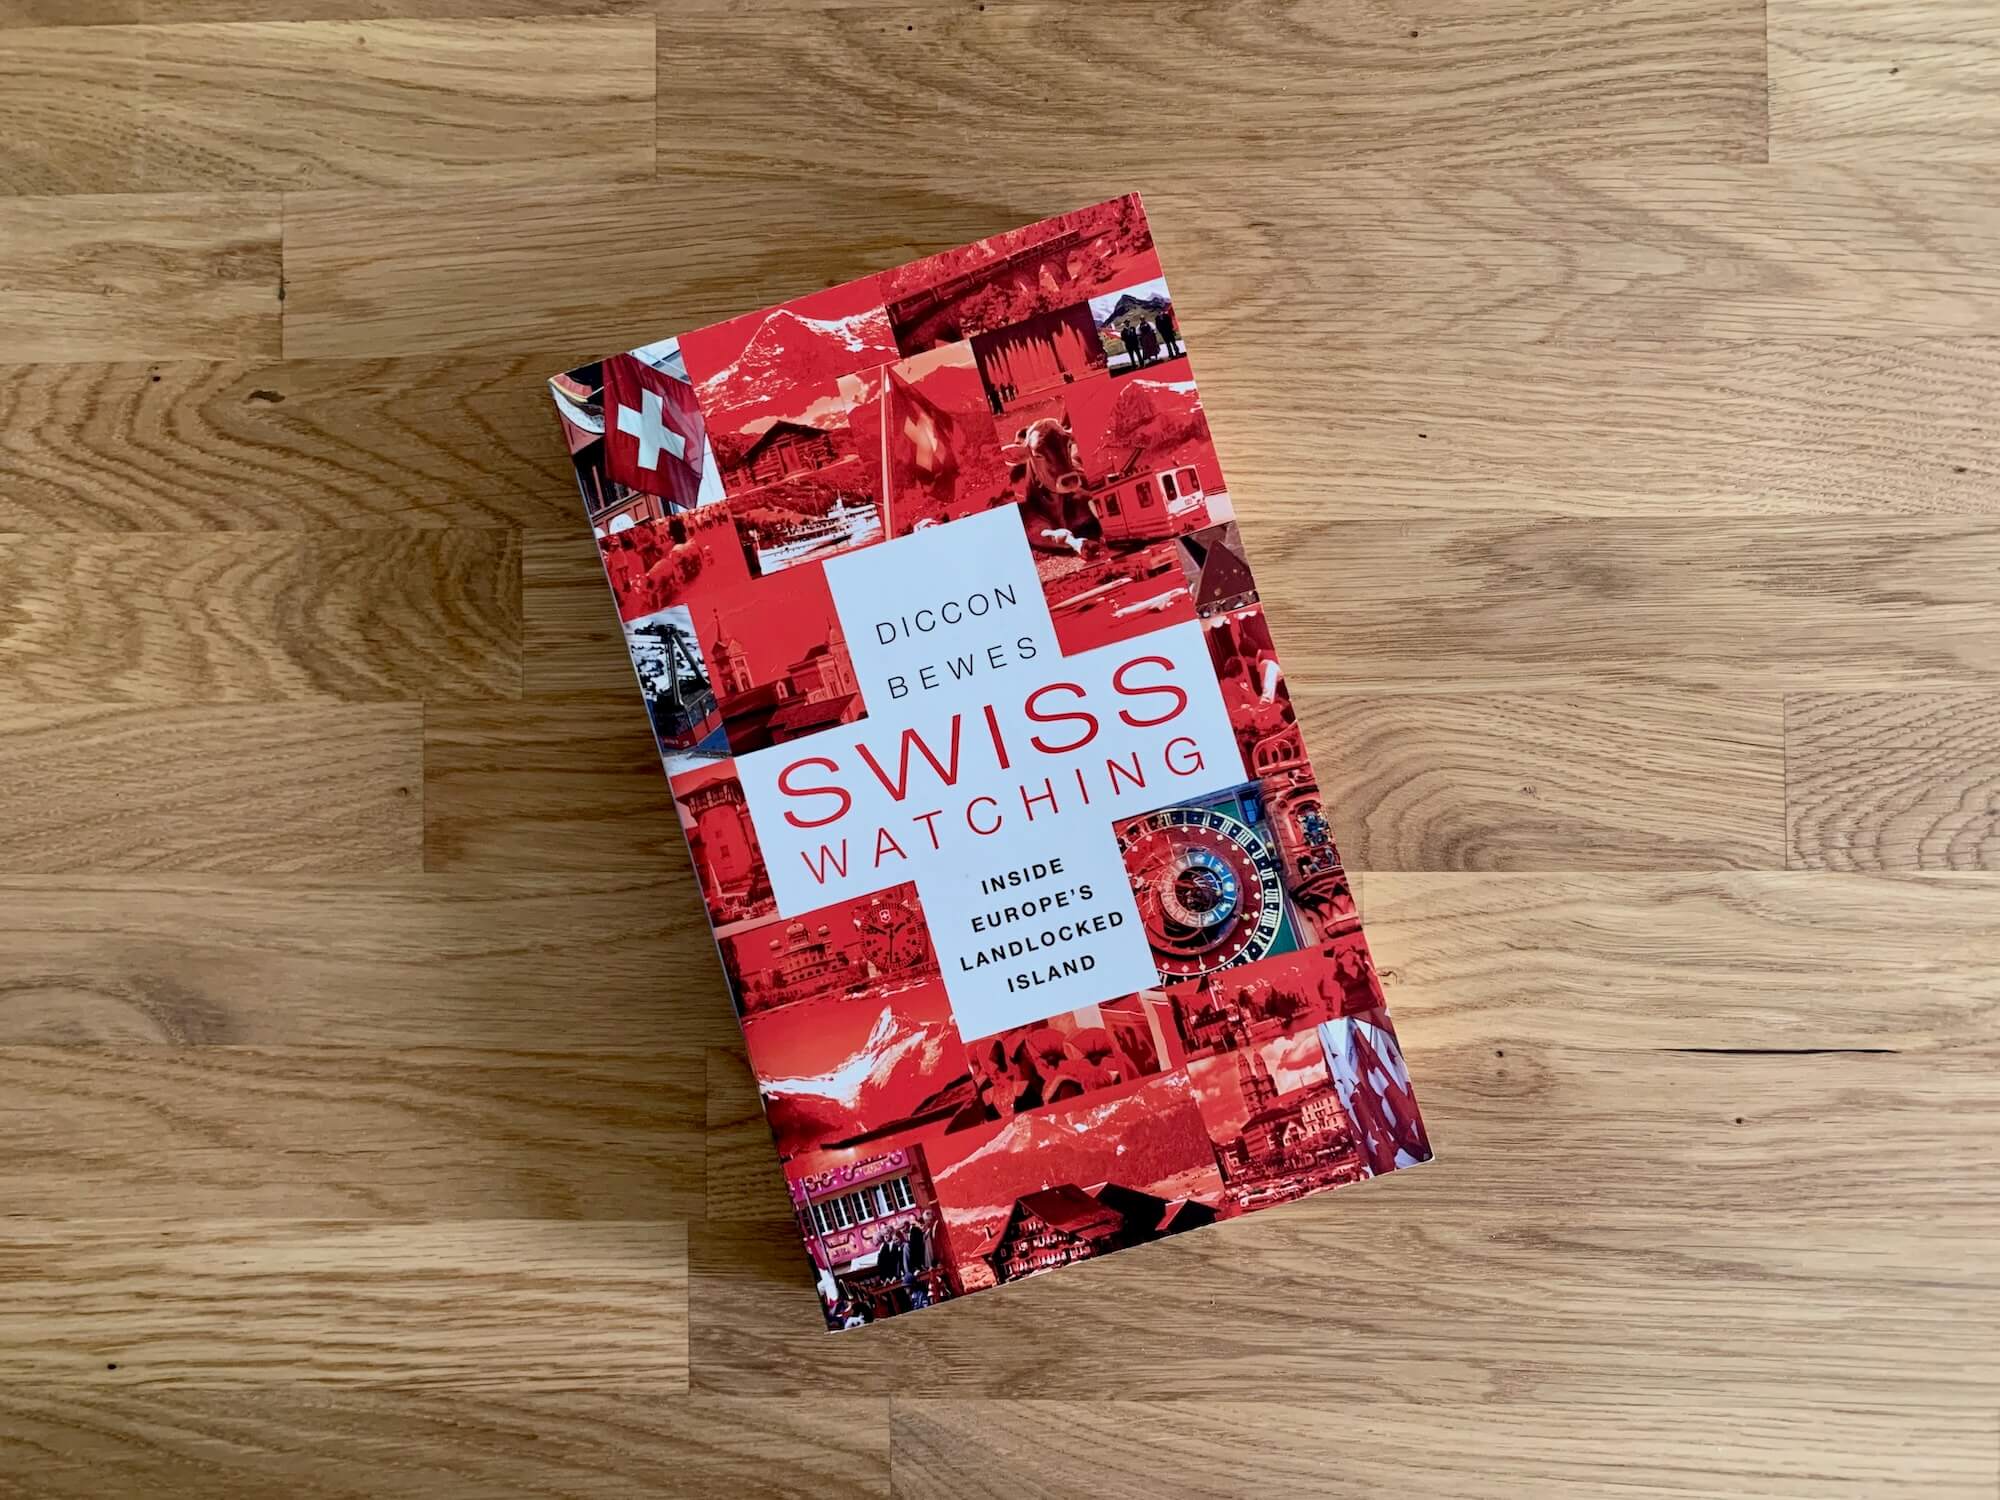 DICCON
BEWES
SWISS
WATCHING
INSIDE
EUROPE'S
LANDLOCKED
ISLAND